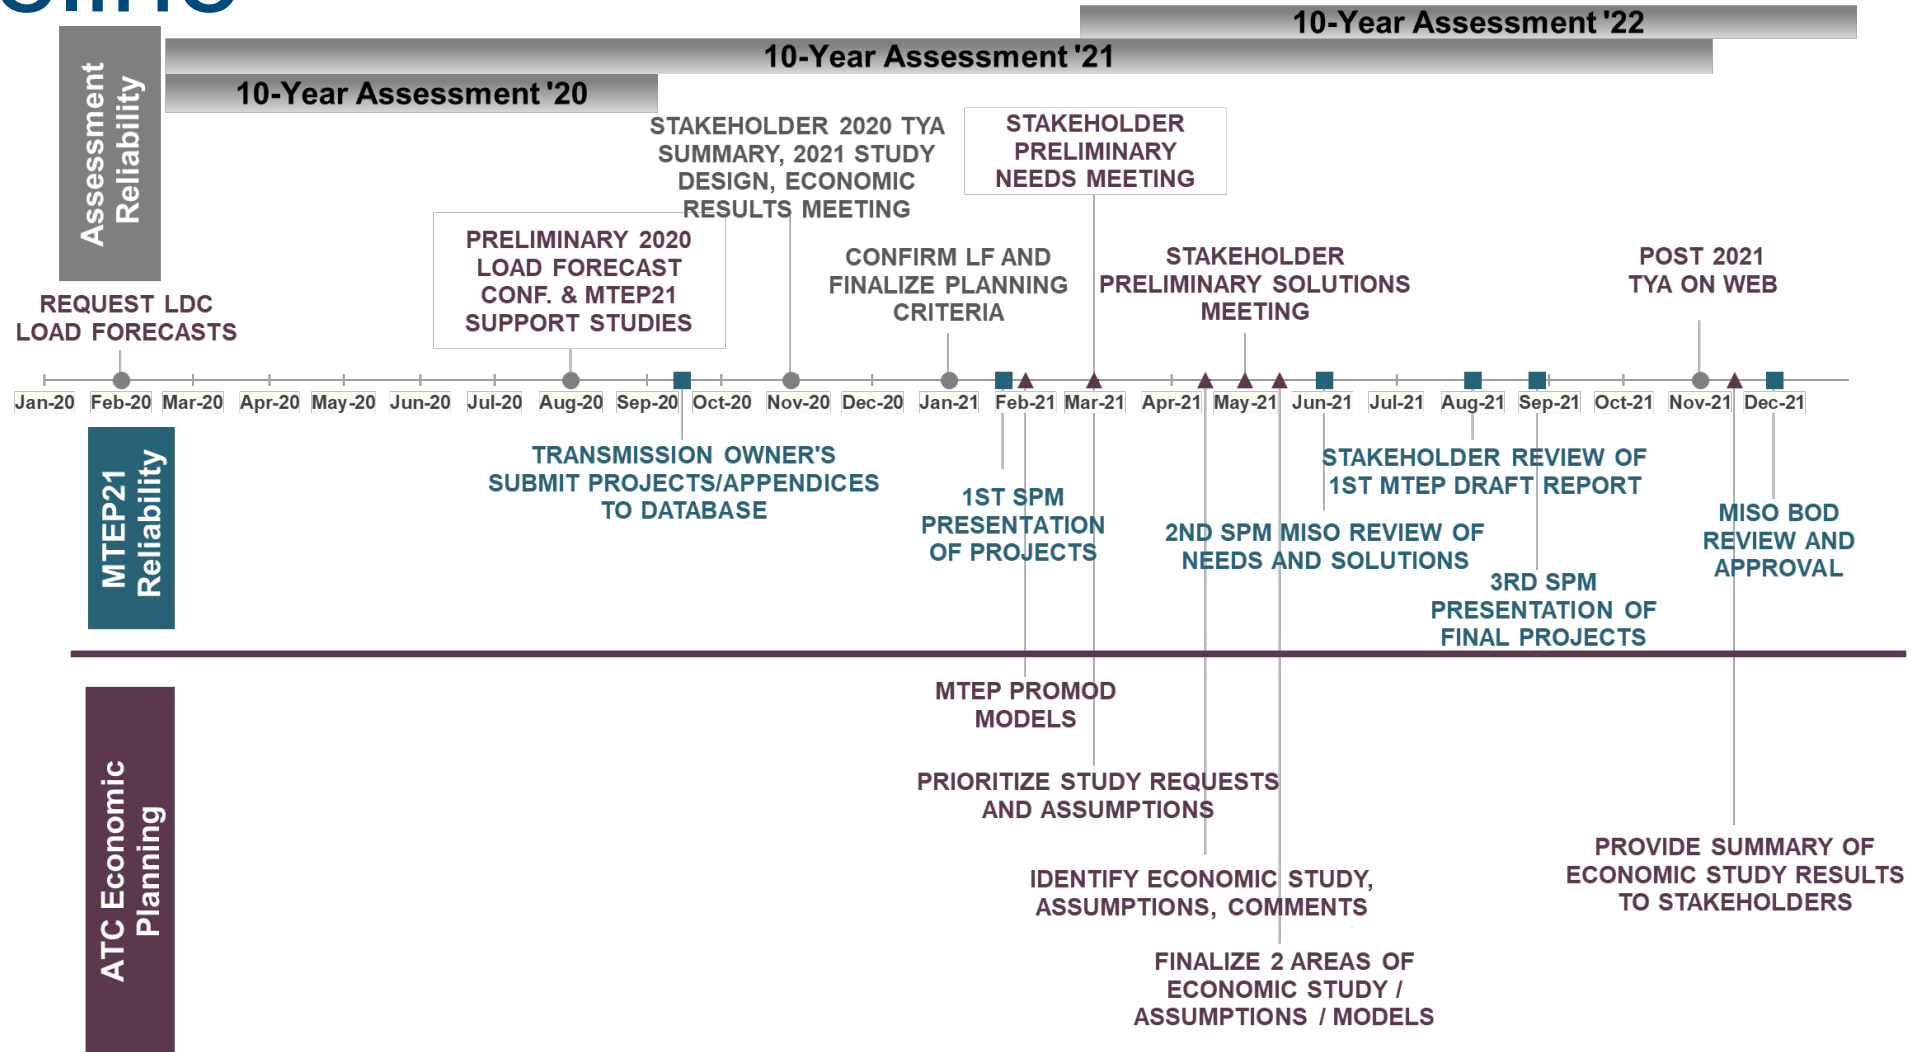 10-Year Assessment '22
10-Year Assessment '21
10-Year Assessment '20
Assessment
Reliability
STAKEHOLDER 2020 TYA
SUMMARY, 2021 STUDY
DESIGN, ECONOMIC
RESULTS MEETING
STAKEHOLDER
PRELIMINARY
NEEDS MEETING
PRELIMINARY 2020
LOAD FORECAST
CONF. & MTEP21
SUPPORT STUDIES
CONFIRM LF AND
FINALIZE PLANNING
CRITERIA
STAKEHOLDER
PRELIMINARY SOLUTIONS
MEETING
POST 2021
TYA ON WEB
REQUEST LDC
LOAD FORECASTS
Jan-20 Feb-20 Mar-20 Apr-20 May-20 Jun-20 Jul-20 Aug-20 Sep-20 Oct-20 Nov-20 Dec-20 Jan-21 Feb-21 Mar-21 Apr-21 May-21 Jun-21 Jul-21 Aug-21 Sep-21 Oct-21 Nov-21 Dec-21
MTEP21
Reliability
TRANSMISSION OWNER'S
SUBMIT PROJECTS/APPENDICES
TO DATABASE
1ST SPM
PRESENTATION
OF PROJECTS
2ND SPM MISO REVIEW OF
NEEDS AND SOLUTIONS
STAKEHOLDER REVIEW OF
1ST MTEP DRAFT REPORT
3RD SPM
PRESENTATION OF
FINAL PROJECTS
MISO BOD
REVIEW AND
APPROVAL
ATC Economic
Planning
MTEP PROMOD
MODELS
PRIORITIZE STUDY REQUESTS
AND ASSUMPTIONS
IDENTIFY ECONOMIC STUDY,
ASSUMPTIONS, COMMENTS
FINALIZE 2 AREAS OF
ECONOMIC STUDY /
ASSUMPTIONS / MODELS
PROVIDE SUMMARY OF
ECONOMIC STUDY RESULTS
TO STAKEHOLDERS